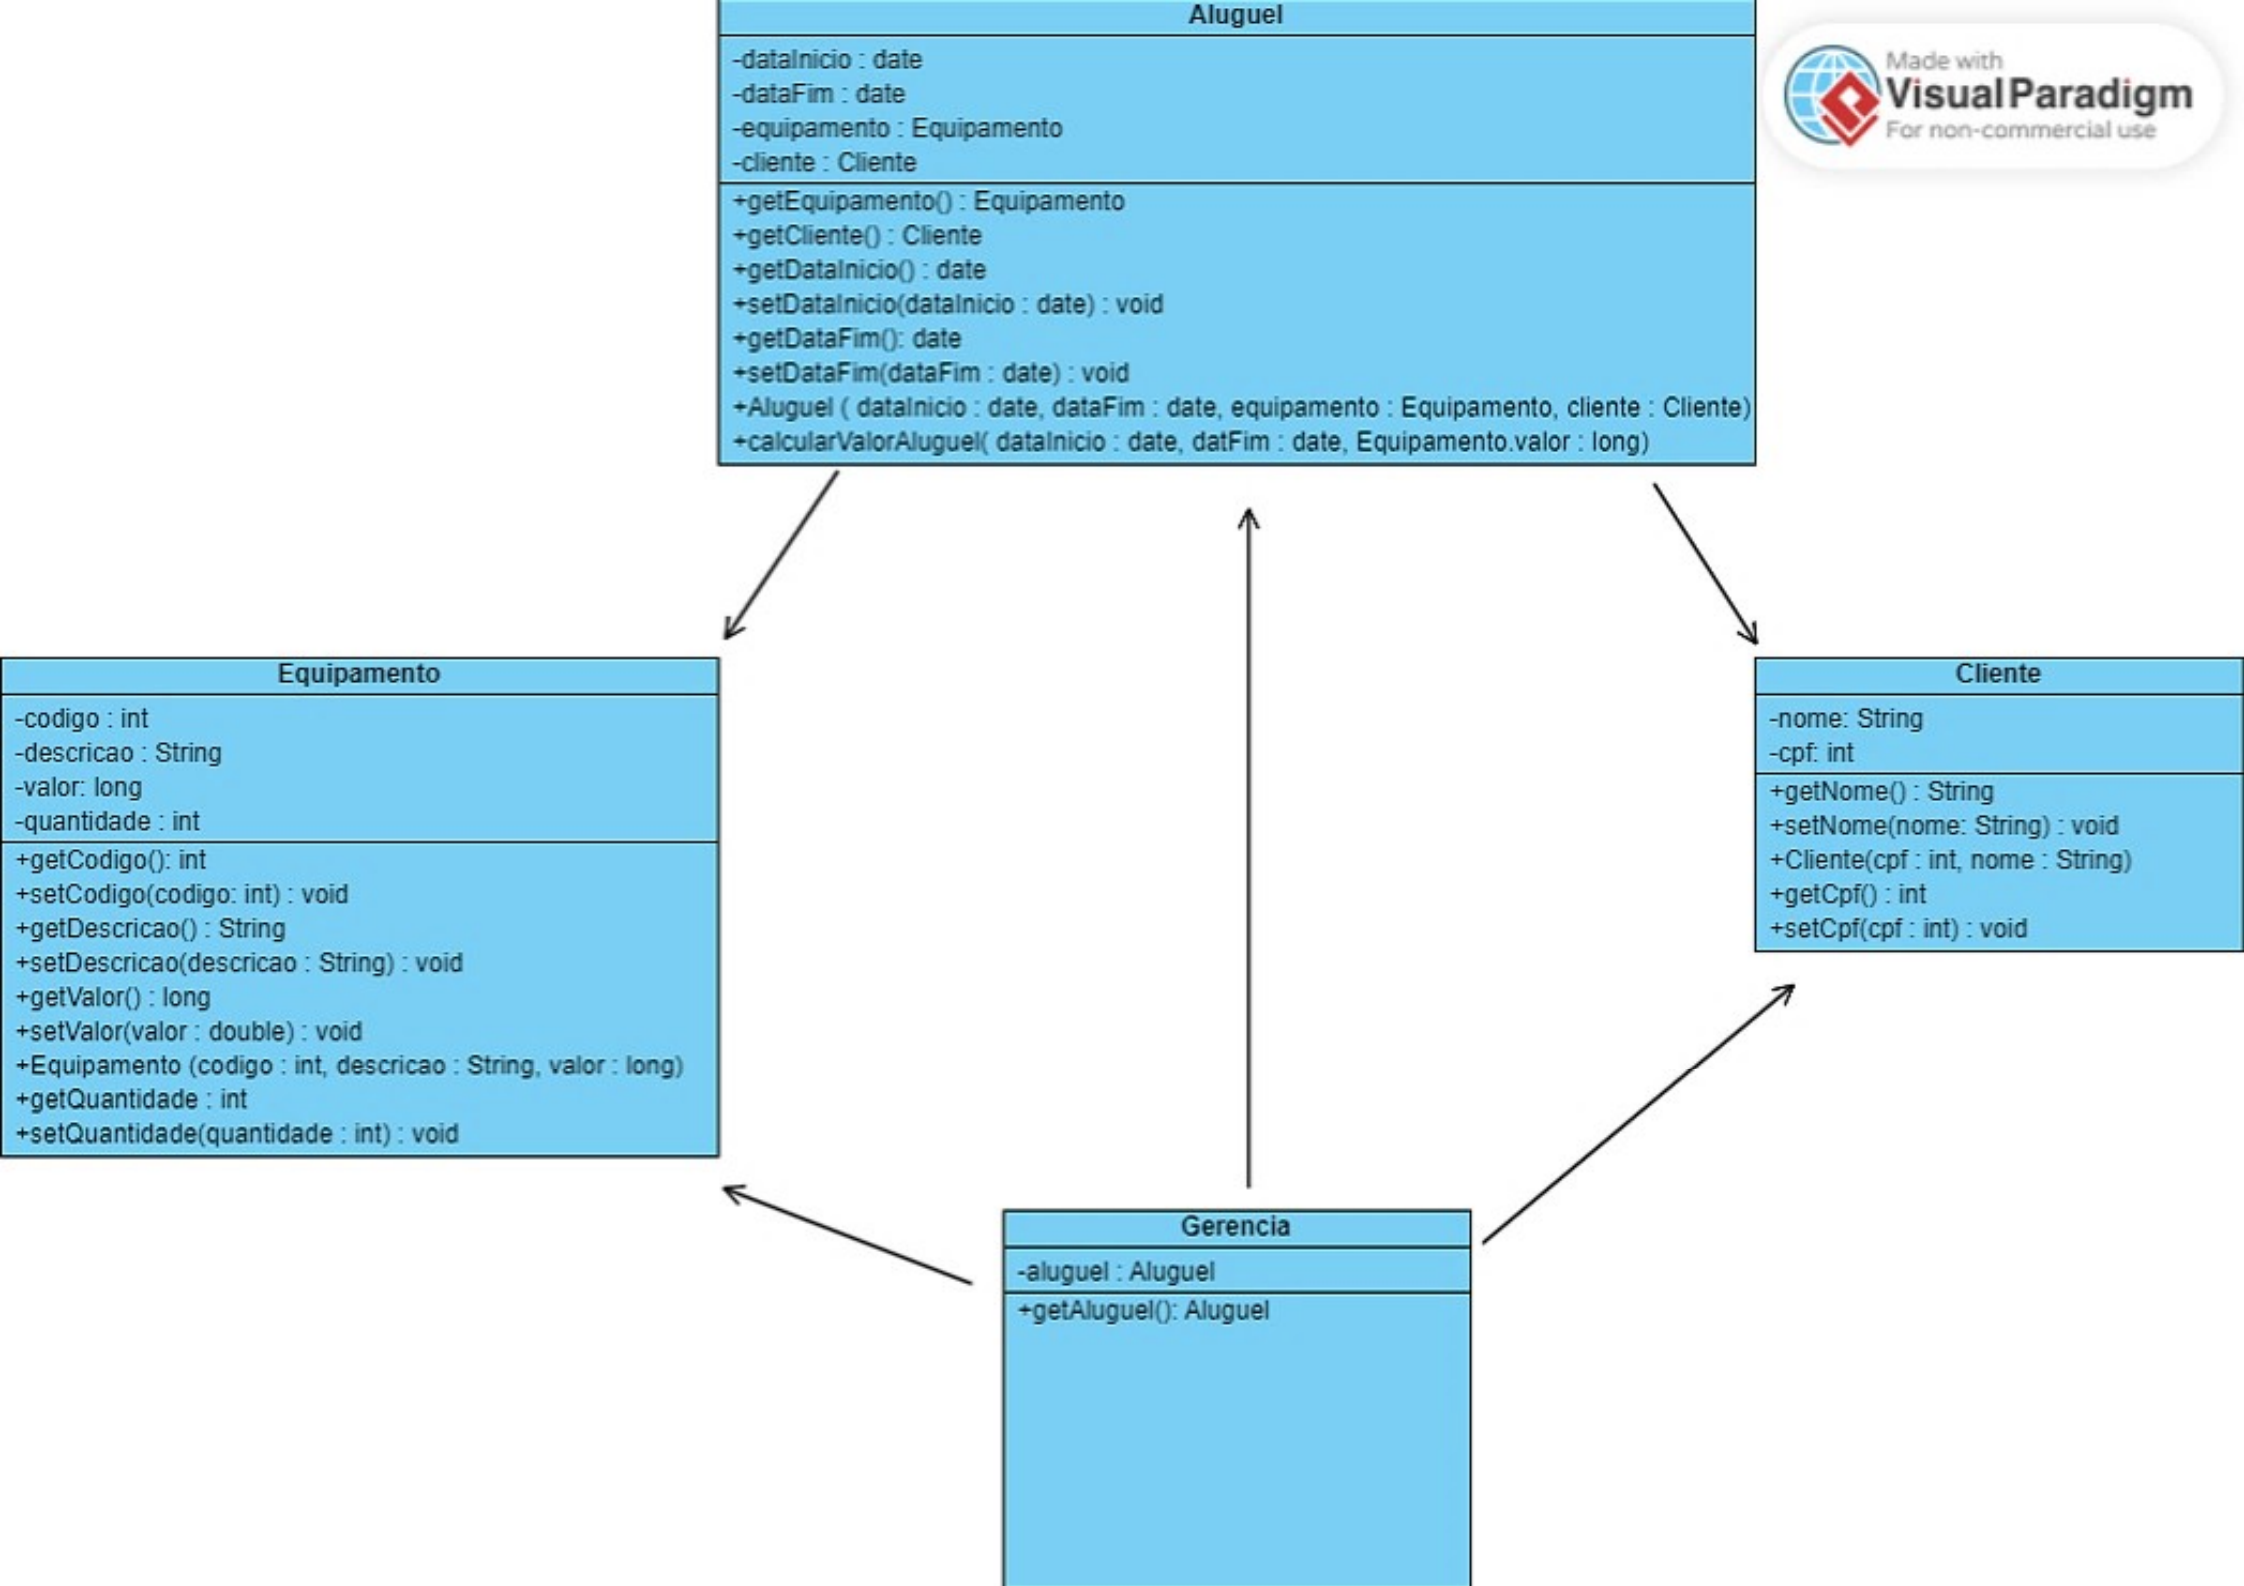 Aluguel
-dataInicio : date
-dataFim : date
-equipamento : Equipamento
-cliente : Cliente
+getEquipamento() : Equipamento
+getCliente() : Cliente
+getDataInicio() : date
+setDataInicio(dataInicio : date) : void
+getDataFim(): date
+setDataFim(dataFim : date) : void
+Aluguel ( dataInicio : date, dataFim : date, equipamento : Equipamento, cliente : Cliente)
+calcularValorAluguel( dataInicio : date, datFim : date, Equipamento.valor : long)
Made with
Visual Paradigm
For non-commercial use
Equipamento
-codigo : int
-descricao : String
-valor: long
-quantidade : int
+getCodigo(): int
+setCodigo(codigo: int) : void
+getDescricao() : String
+setDescricao(descricao : String) : void
+getValor() : long
+setValor(valor : double) : void
+Equipamento (codigo : int, descricao : String, valor : long)
+getQuantidade : int
+setQuantidade(quantidade : int) : void
Cliente
-nome: String
-cpf: int
+getNome() : String
+setNome(nome: String) : void
+Cliente(cpf : int, nome : String)
+getCpf() : int
+setCpf(cpf : int) : void
Gerencia
-aluguel : Aluguel
+getAluguel(): Aluguel